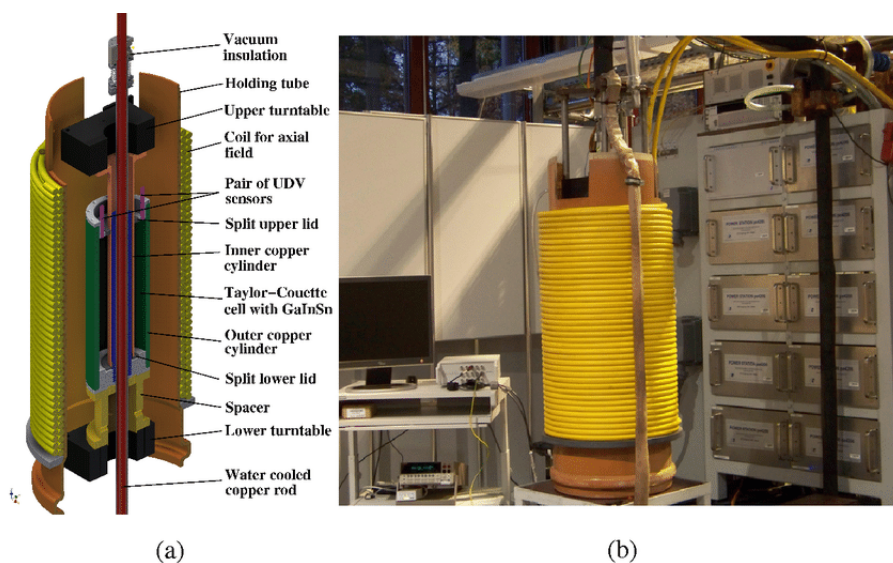 Vacuum
insulation
Holding tube
Upper turntable
Coil for axial
field
Pair of UDV
sensors
Split upper lid
Inner copper
cylinder
Taylor−Couette
cell with GaInSn
Outer copper
cylinder
Split lower lid
Spacer
Lower turntable
Water cooled
copper rod
(a)
(b)